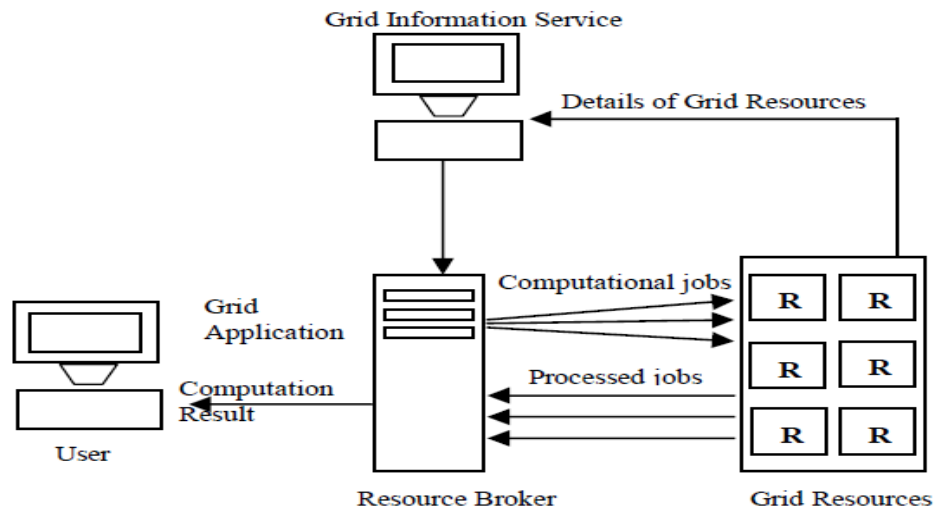 Grid Information Service
Details of Grid Resources
Computational jobs
R R
Grid
Application
R R
Processed jobs
Computation
Result
R R
User
Resource Broker
Grid Resources